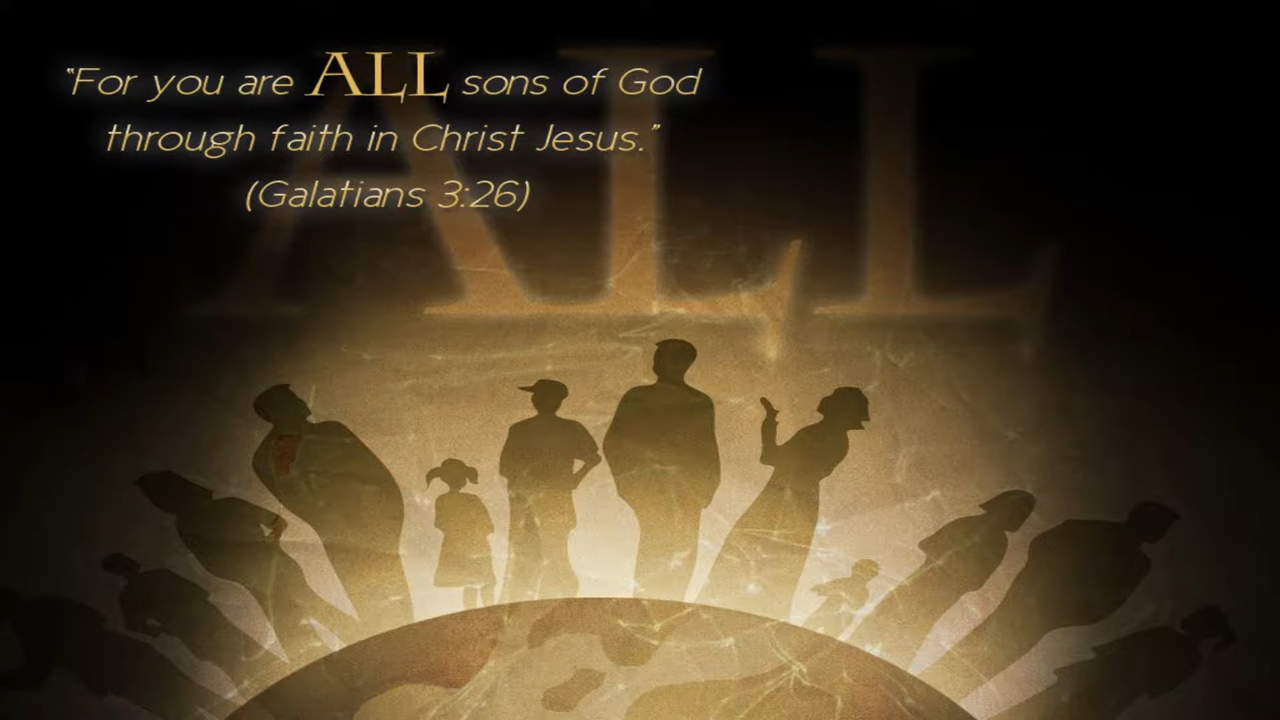 “For you are ALL sons of God
through faith in Christ Jesus.”
(Galatians 3:26)
ALL